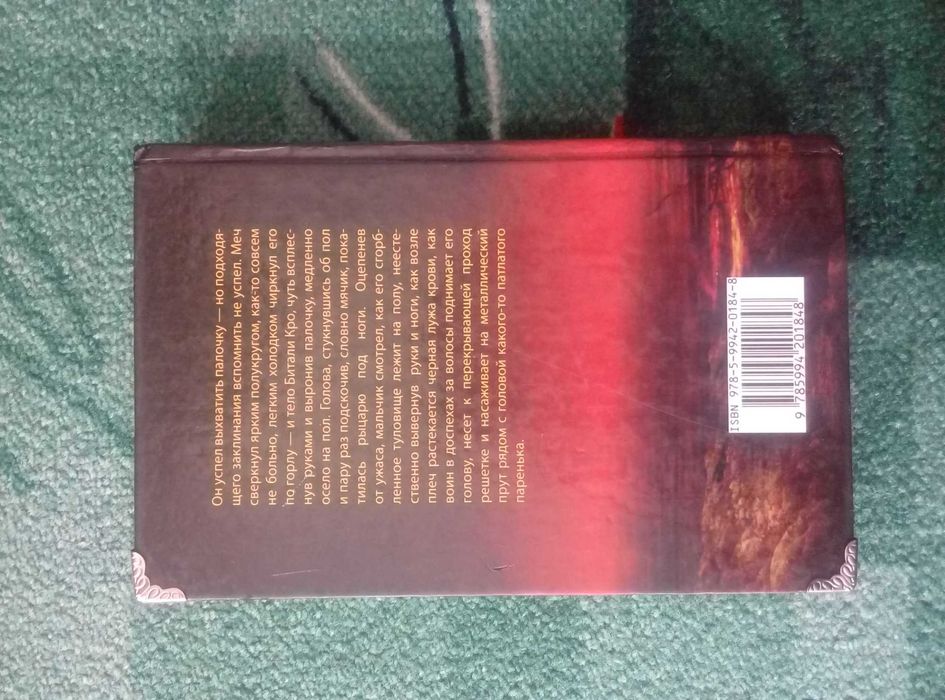 Он успел выхватить палочку — но подходя-
щего заклинания вспомнить не успел. Меч
сверкнул ярким полукругом, как-то совсем
не больно, легким холодком чиркнул его
по горлу — и тело Битали Кро, чуть всплес-
нув руками и выронив палочку, медленно
осело на пол. Голова, стукнувшись об пол
и пару раз подскочив, словно мячик, пока-
тилась рыцарю под ноги. Оцепенев
от ужаса, мальчик смотрел, как его сгорб-
ленное туловище лежит на полу, неесте-
ственно вывернув руки и ноги, как возле
плеч растекается черная лужа крови, как
воин в доспехах за волосы поднимает его
голову, несет к перекрывающей проход
решетке и насаживает на металлический
прут рядом с головой какого-то патлатого
паренька.
ISBN 978-5-9942-0184-8
9 785994 201848